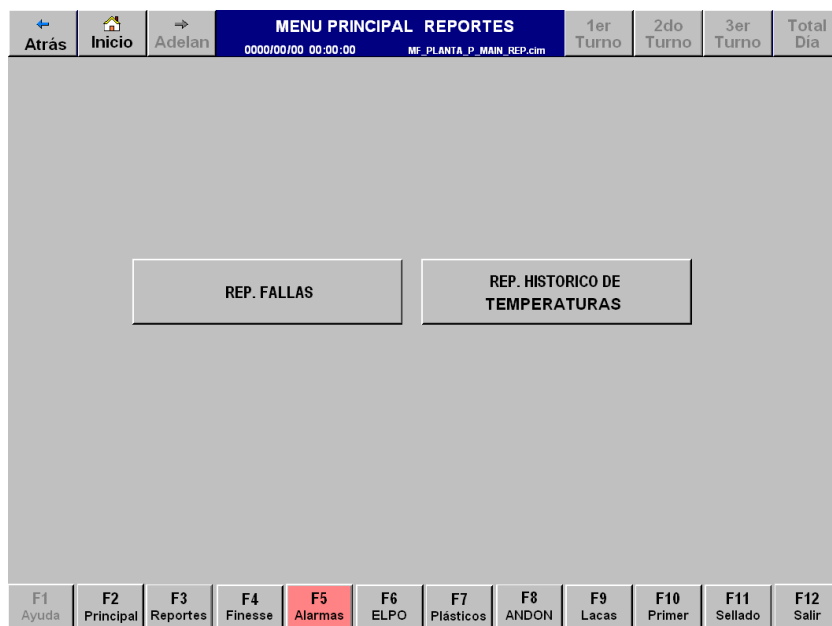 Atrás
Inicio
Adelan
MENU PRINCIPAL REPORTES
0000/00/00 00:00:00 MF_PLANTA_P_MAIN_REP.cim
1er
Turno
2do
Turno
3er
Turno
Total
Día
REP. FALLAS
REP. HISTORICO DE
TEMPERATURAS
F1
Ayuda
F2
Principal
F3
Reportes
F4
Finesse
F5
Alarmas
F6
ELPO
F7
Plásticos
F8
ANDON
F9
Lacas
F10
Primer
F11
Sellado
F12
Salir